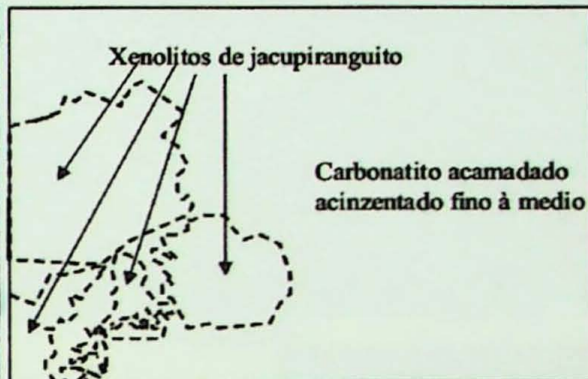 Xenolitos de jacupiranguito
Carbonatito acamadado
acinzentado fino à medio